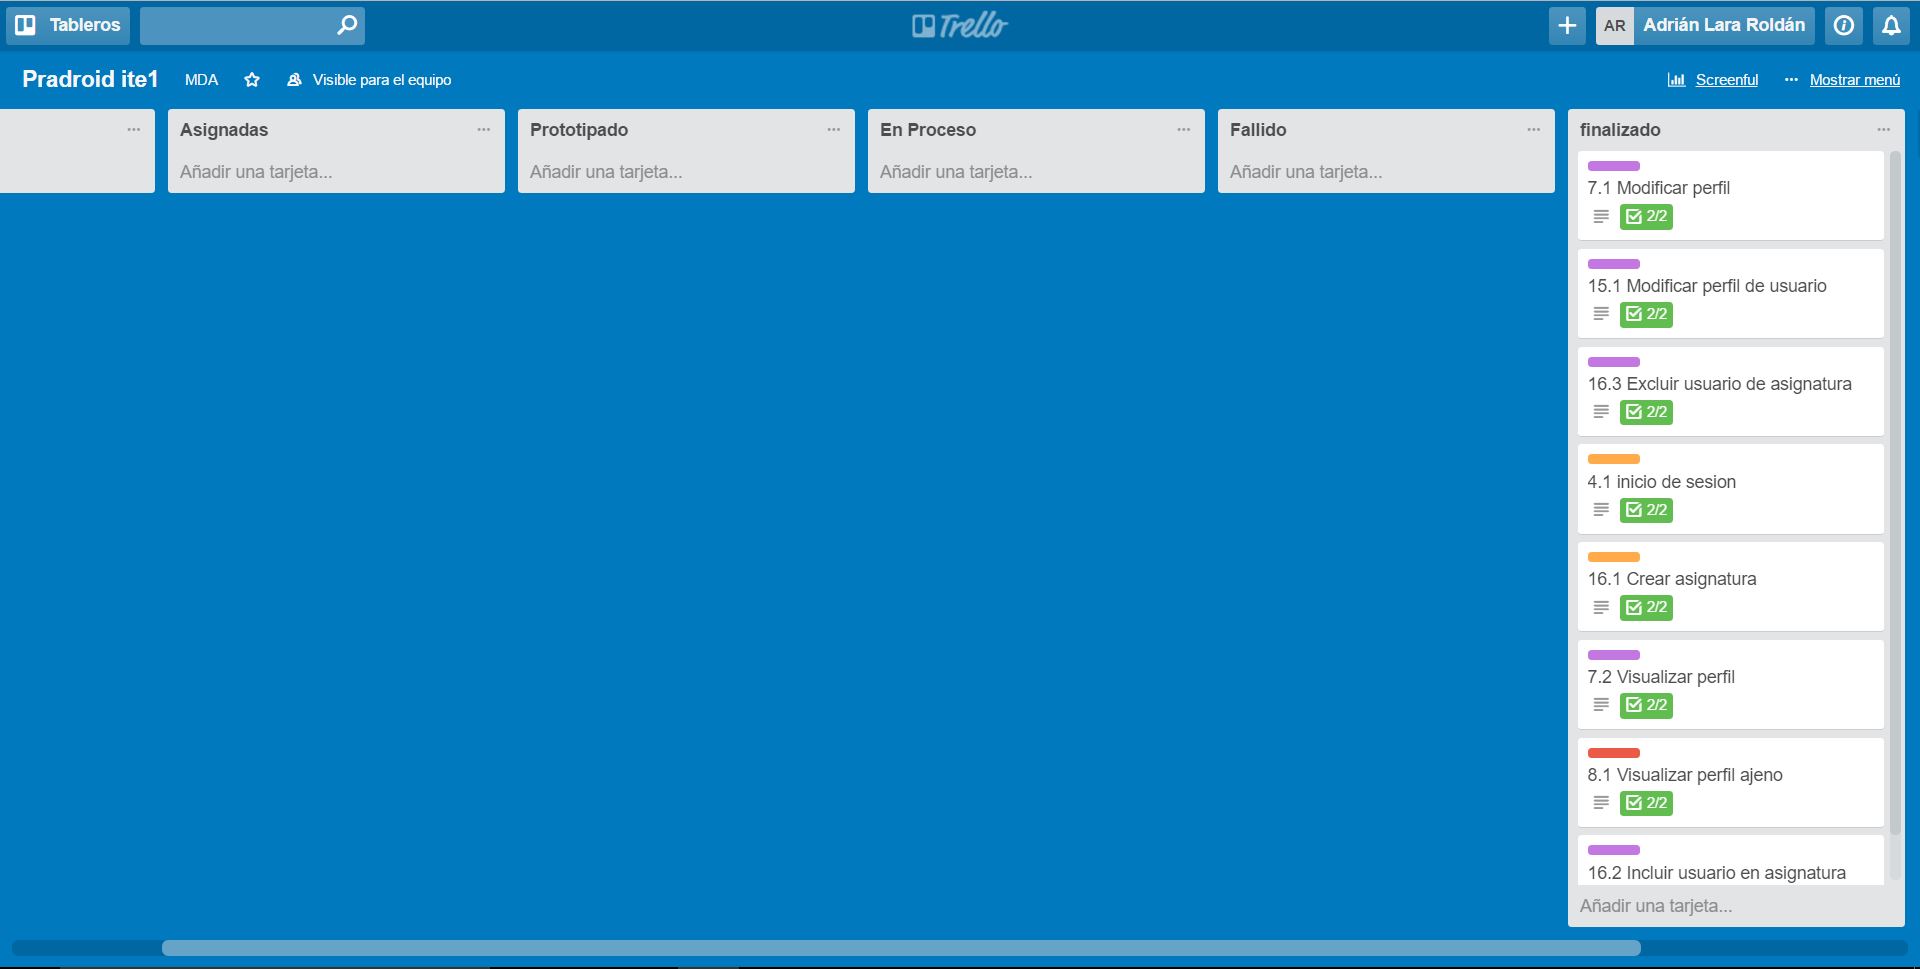 Tableros
Trello
AR Adrián Lara Roldán
Pradroid ite1 MDA Visible para el equipo
Screenful ... Mostrar menú
Asignadas
Añadir una tarjeta...
Prototipado
Añadir una tarjeta...
En Proceso
Añadir una tarjeta...
Fallido
Añadir una tarjeta...
finalizado
7.1 Modificar perfil
2/2
15.1 Modificar perfil de usuario
2/2
16.3 Excluir usuario de asignatura
2/2
4.1 inicio de sesion
2/2
16.1 Crear asignatura
2/2
7.2 Visualizar perfil
2/2
8.1 Visualizar perfil ajeno
2/2
16.2 Incluir usuario en asignatura
Añadir una tarjeta...